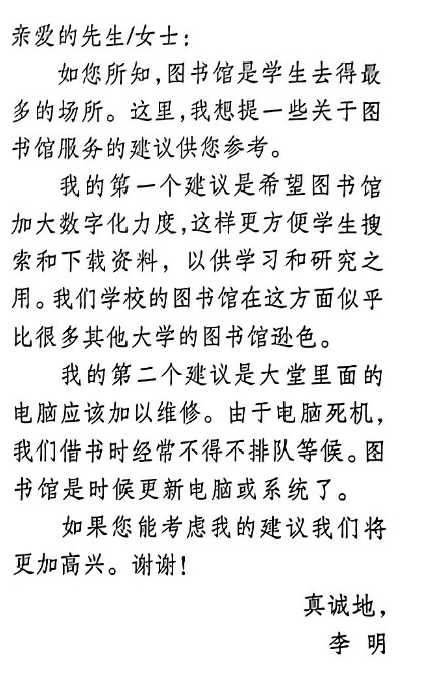 亲爱的先生/女士：
如您所知,图书馆是学生去得最
多的场所。这里,我想提一些关于图
书馆服务的建议供您参考。
我的第一个建议是希望图书馆
加大数字化力度,这样更方便学生搜
索和下载资料，以供学习和研究之
用。我们学校的图书馆在这方面似乎
比很多其他大学的图书馆逊色。
我的第二个建议是大堂里面的
电脑应该加以维修。由于电脑死机，
我们借书时经常不得不排队等候。图
书馆是时候更新电脑或系统了。
如果您能考虑我的建议我们将
更加高兴。谢谢！
真诚地，
李 明